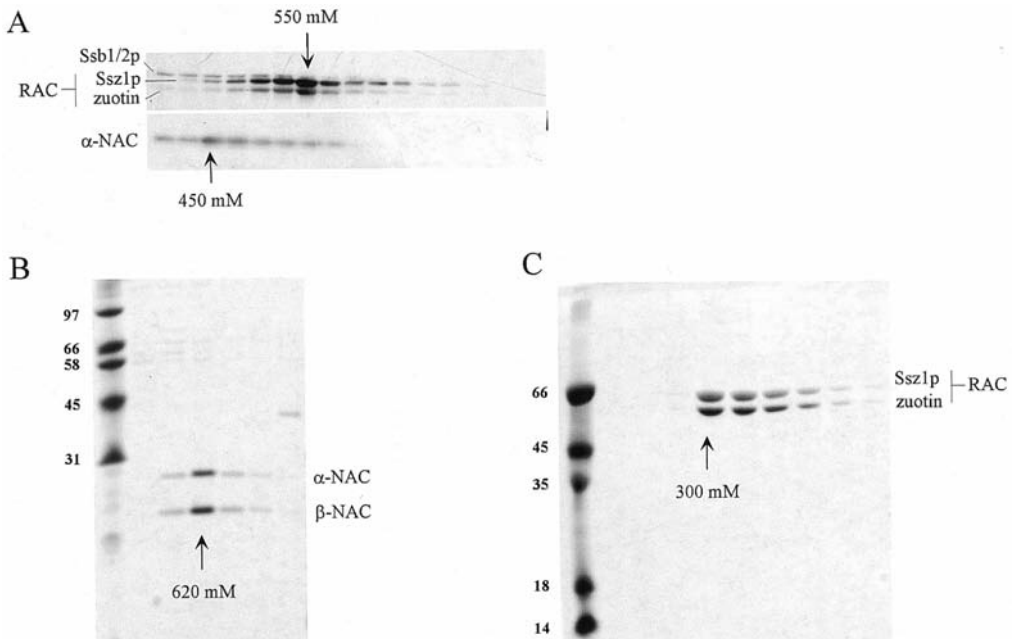 A
550 mM
Ssb1/2p
RAC
Ssz1p
zuotin
α-NAC
450 mM
B
97
66
58
45
31
α-NAC
β-NAC
620 mM
C
66
45
35
18
14
Ssz1p
zuotin
RAC
300 mM